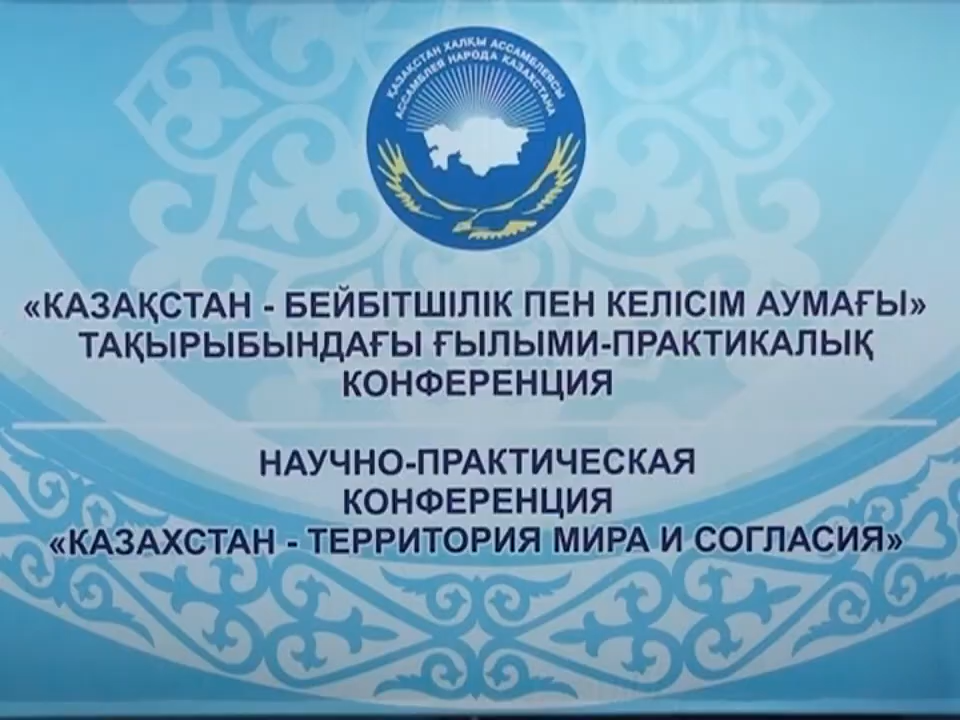 ҚАЗАҚСТАН ХАЛҚЫ АССАМБЛЕЯСЫ
АССАМБЛЕЯ НАРОДА КАЗАХСТАНА
«КАЗАҚСТАН - БЕЙБІТШІЛІК ПЕН КЕЛІСІМ АУМАҒЫ»
ТАҚЫРЫБЫНДАҒЫ ҒЫЛЫМИ-ПРАКТИКАЛЫҚ
КОНФЕРЕНЦИЯ
НАУЧНО-ПРАКТИЧЕСКАЯ
КОНФЕРЕНЦИЯ
«КАЗАХСТАН - ТЕРРИТОРИЯ МИРА И СОГЛАСИЯ»